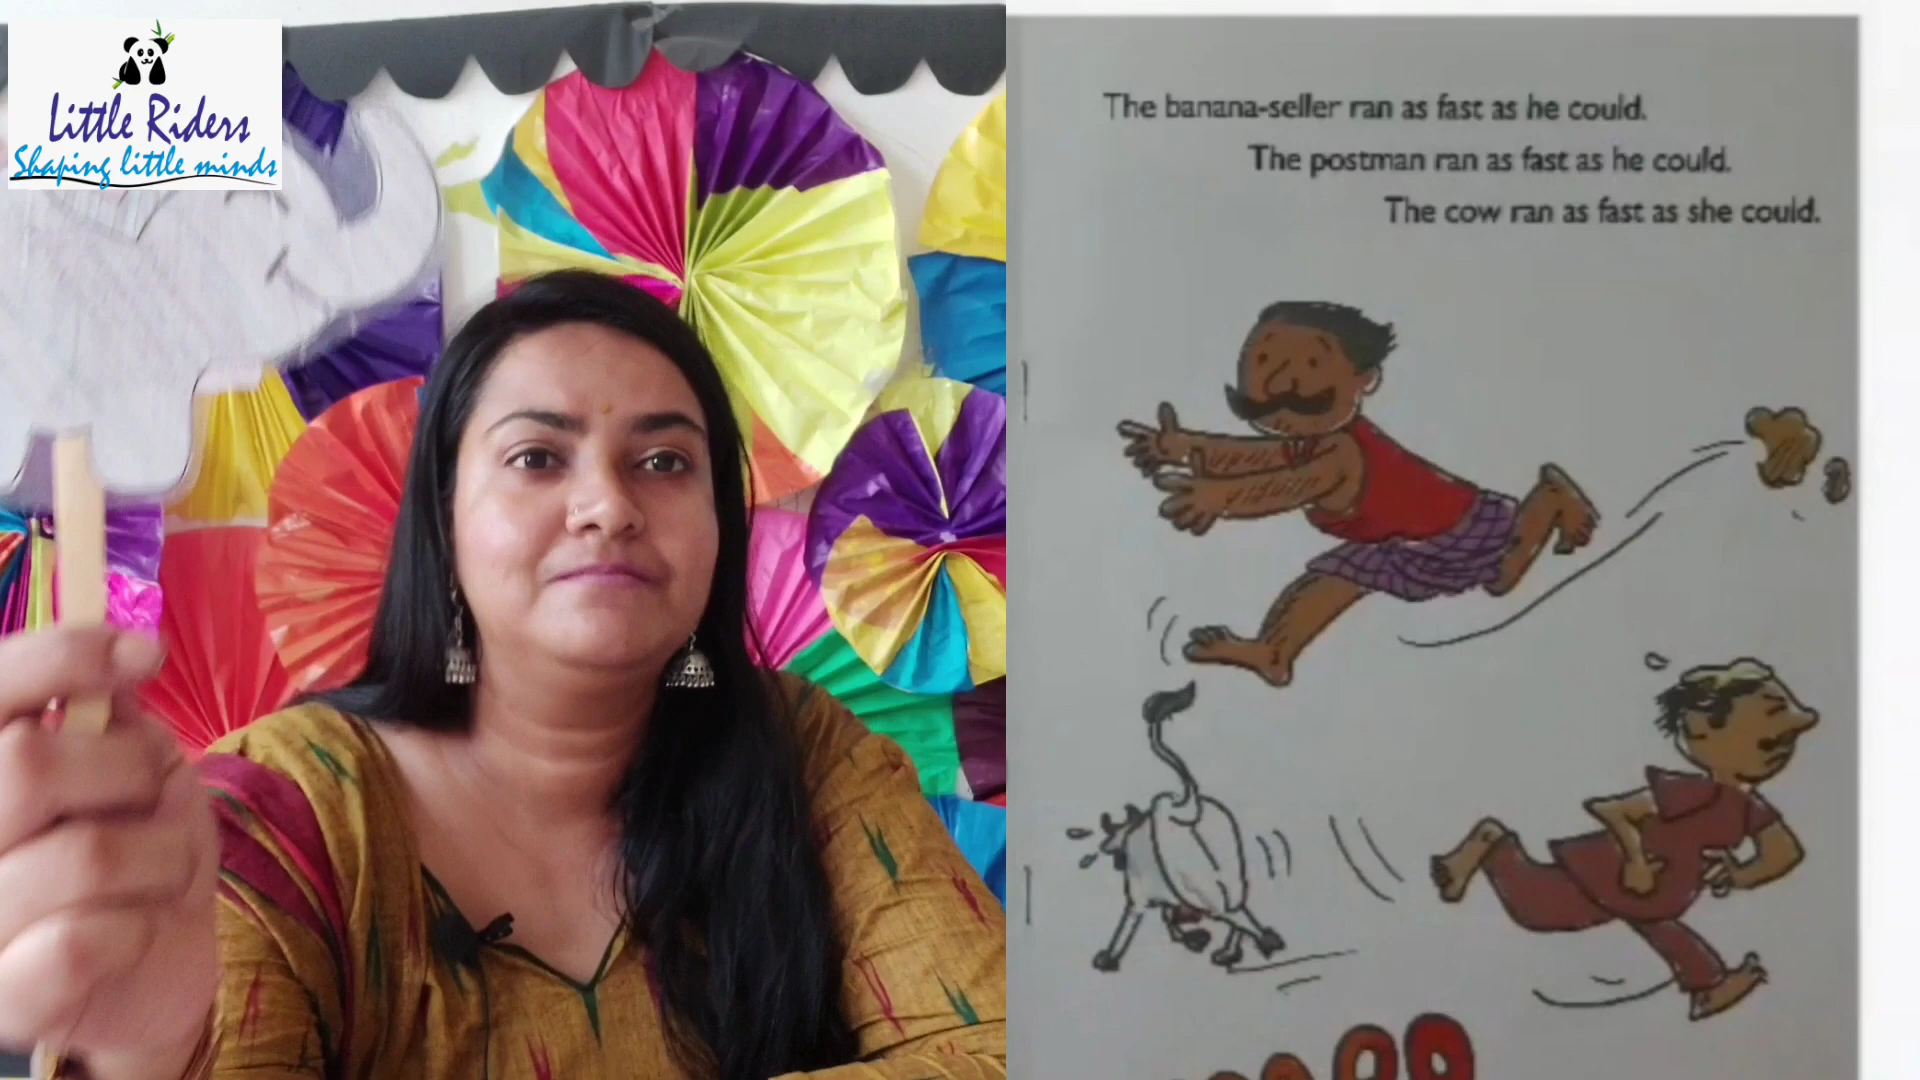 Little Riders
Shaping little minds
The banana-seller ran as fast as he could.
The postman ran as fast as he could.
The cow ran as fast as she could.